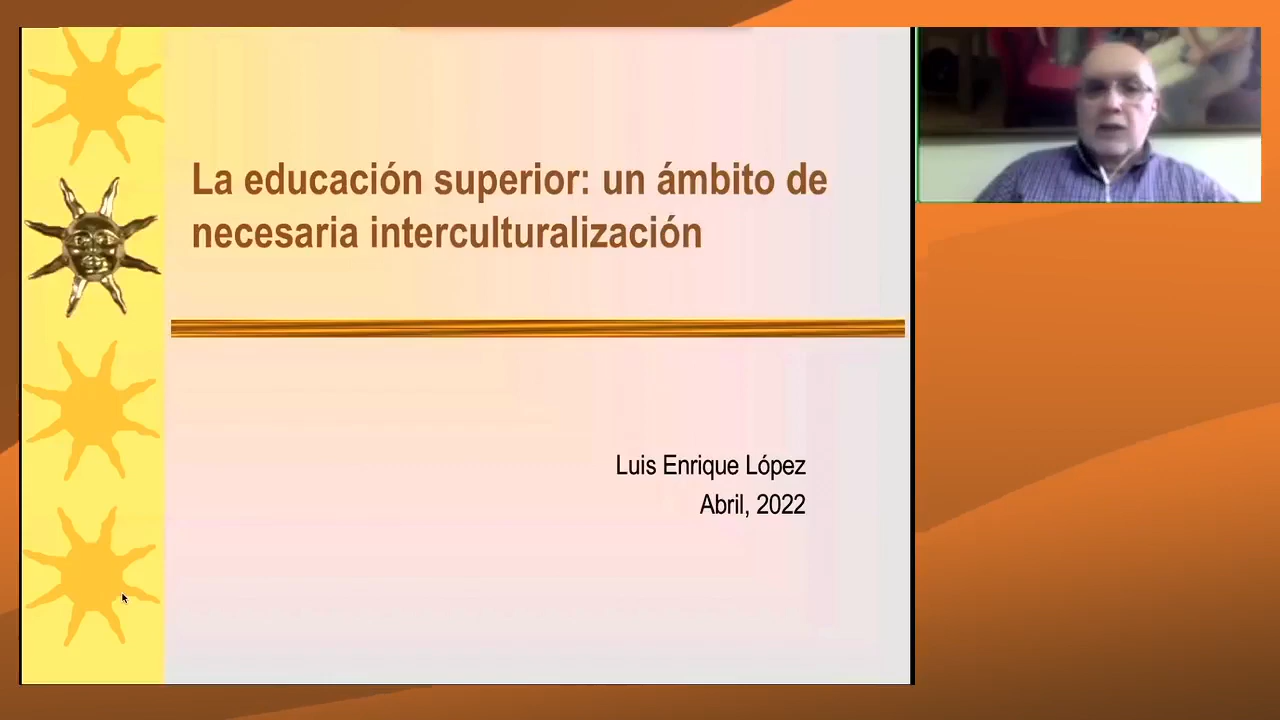 La educación superior: un ámbito de
necesaria interculturalización
Luis Enrique López
Abril, 2022